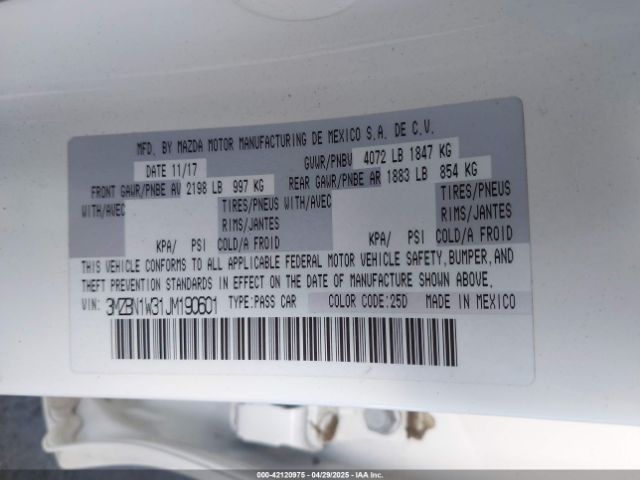 MFD. BY MAZDA MOTOR MANUFACTURING DE MEXICO S.A. DE C.V.
DATE 11/17 GVWR/PNBV 4072 LB 1847 KG
FRONT GAWR/PNBE AV 2198 LB 997 KG REAR GAWR/PNBE AR 1883 LB 854 KG
WITH/AVEC TIRES/PNEUS WITH/AVEC TIRES/PNEUS
RIMS/JANTES RIMS/JANTES
KPA/ PSI COLD/A FROID KPA/ PSI COLD/A FROID
THIS VEHICLE CONFORMS TO ALL APPLICABLE FEDERAL MOTOR VEHICLE SAFETY, BUMPER, AND
THEFT PREVENTION STANDARDS IN EFFECT ON THE DATE OF MANUFACTURE SHOWN ABOVE.
VIN: 3MZBN1W31JM190601 TYPE:PASS CAR COLOR CODE:25D MADE IN MEXICO
000-42120975 - 04/29/2025 - IAA Inc.